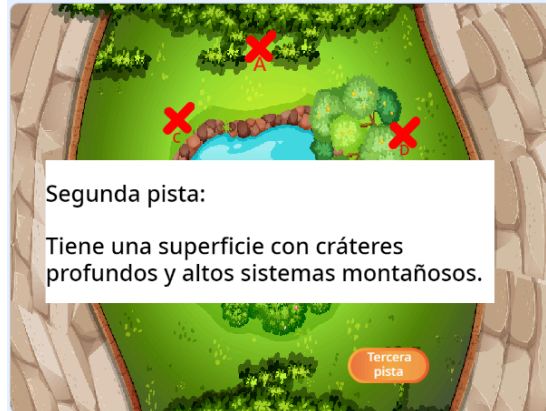 A
C
D
Segunda pista:
Tiene una superficie con cráteres
profundos y altos sistemas montañosos.
Tercera
pista